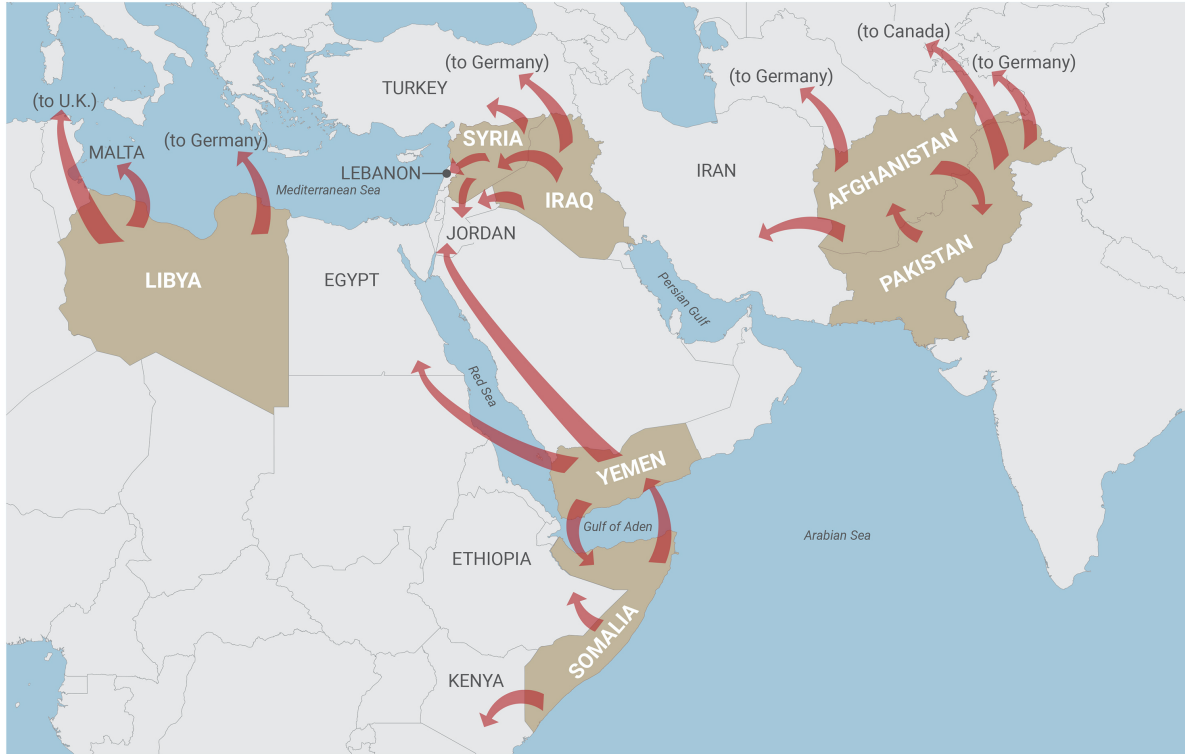 (to Canada)
(to Germany)
(to Germany)
(to Germany)
TURKEY
(to U.K.)
(to Germany)
SYRIA
MALTA
LEBANON
IRAN
AFGHANISTAN
Mediterranean Sea
IRAQ
JORDAN
PAKISTAN
LIBYA
EGYPT
Persian Gulf
Red Sea
YEMEN
Gulf of Aden
Arabian Sea
ETHIOPIA
SOMALIA
KENYA